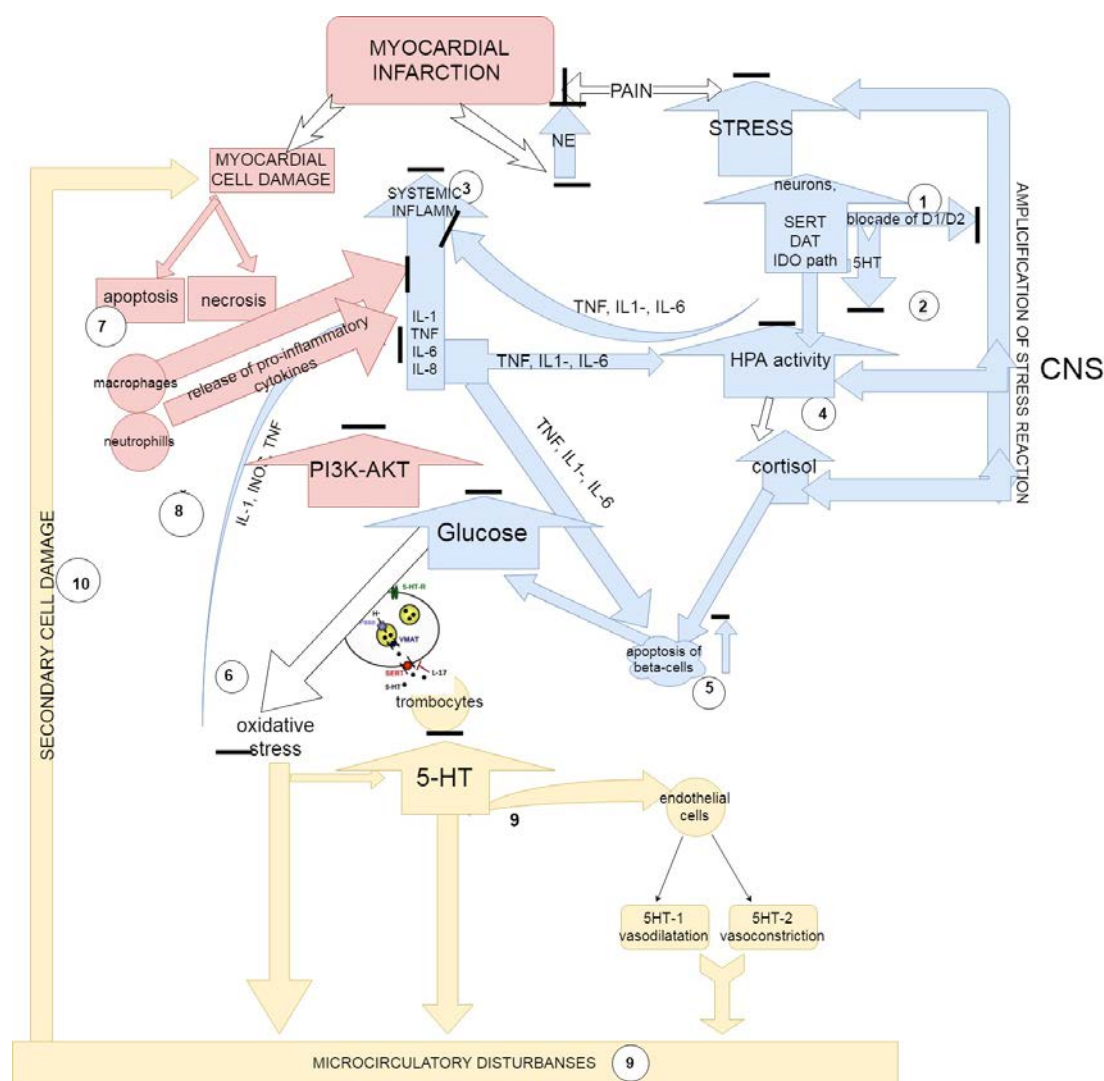 MYOCARDIAL
INFARCTION
PAIN
STRESS
NE
MYOCARDIAL
CELL DAMAGE
SYSTEMIC
INFLAMM
3
neurons,
SERT
DAT
IDO path
1
blocade of D1/D2
5HT
2
AMPLICIFICATION OF STRESS REACTION
CNS
apoptosis
necrosis
7
TNF, IL1-, IL-6
IL-1
TNF
IL-6
IL-8
TNF, IL1-, IL-6
HPA activity
4
macrophages
neutrophills
release of pro-inflammatory
cytokines
TNF, IL1-, IL-6
cortisol
PI3K-AKT
IL-1, INOS, TNF
8
Glucose
10
SECONDARY CELL DAMAGE
5-HT-R
H+
VMAT
SERT
5-HT
trombocytes
apoptosis of
beta-cells
5
6
oxidative
stress
5-HT
9
endothelial
cells
5HT-1
vasodilatation
5HT-2
vasoconstriction
MICROCIRCULATORY DISTURBANSES
9